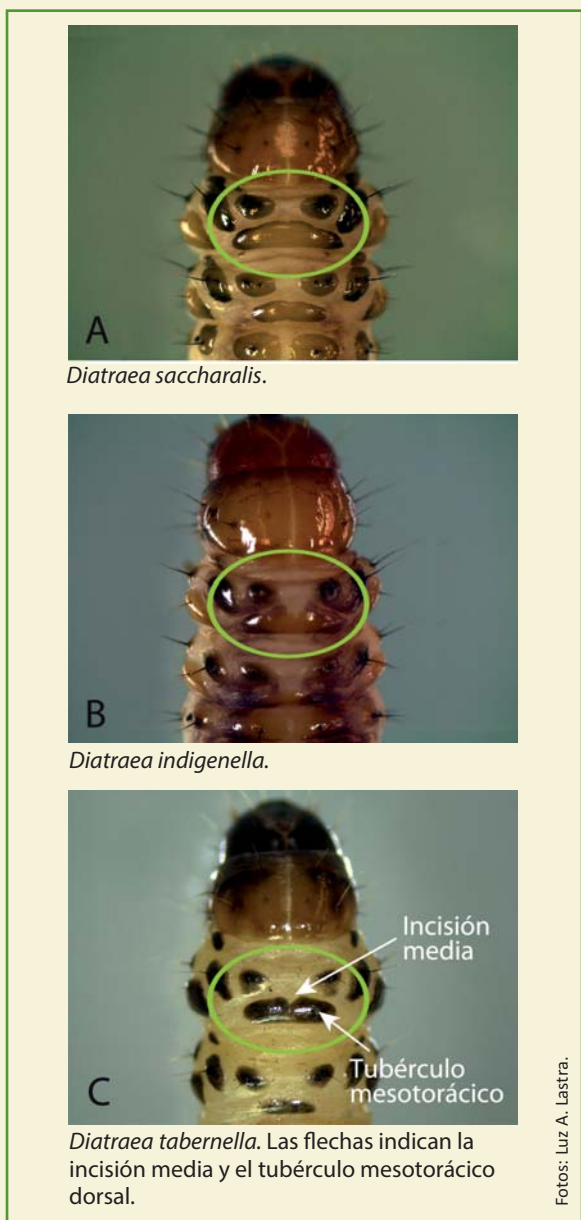 A
Diatraea saccharalis.
B
Diatraea indigenella.
Incisión
media
Tubérculo
mesotorácico
C
Diatraea tabernella. Las flechas indican la
incisión media y el tubérculo mesotorácico
dorsal.
Fotos: Luz A. Lastra.